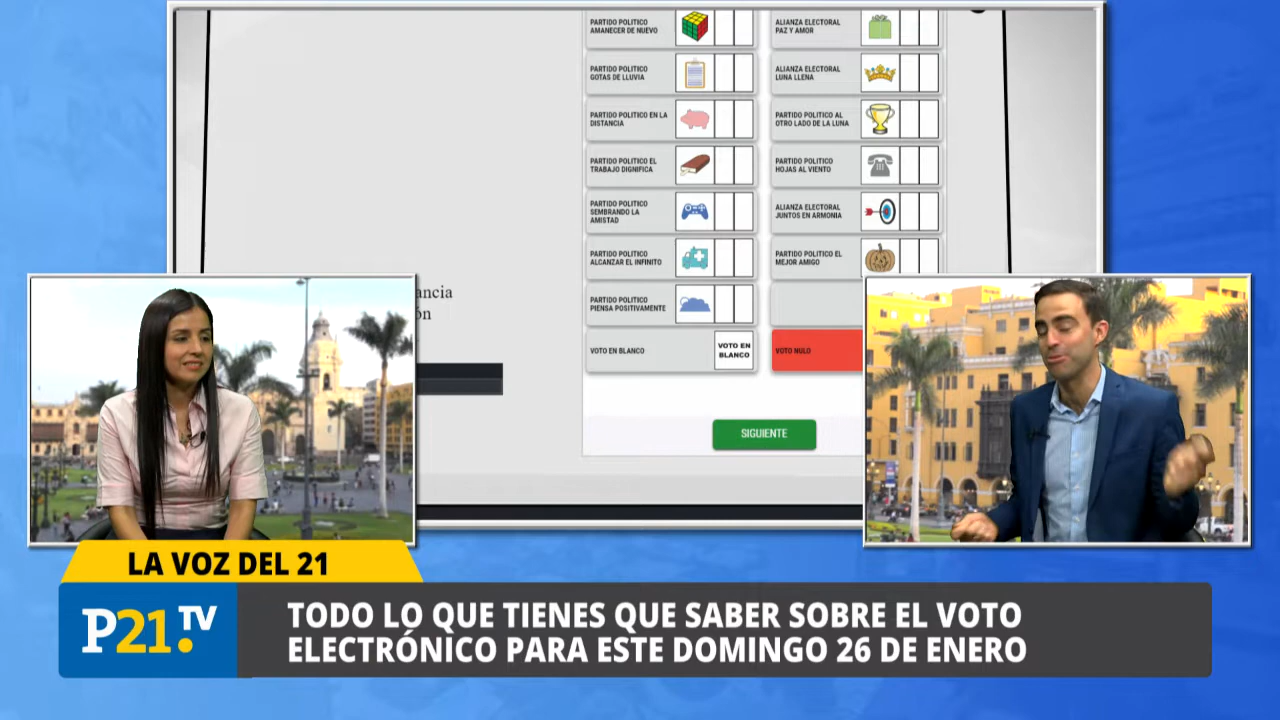 PARTIDO POLITICO
AMANECER DE NUEVO
PARTIDO POLITICO
GOTAS DE LLUVIA
PARTIDO POLITICO EN LA
DISTANCIA
PARTIDO POLITICO EL
TRABAJO DIGNIFICA
PARTIDO POLITICO
SEMBRANDO LA
AMISTAD
PARTIDO POLITICO
ALCANZAR EL INFINITO
PARTIDO POLITICO
PIENSA POSITIVAMENTE
VOTO EN BLANCO
VOTO EN
BLANCO
ALIANZA ELECTORAL
PAZ Y AMOR
ALIANZA ELECTORAL
LUNA LLENA
PARTIDO POLITICO AL
OTRO LADO DE LA LUNA
PARTIDO POLITICO
HOJAS AL VIENTO
ALIANZA ELECTORAL
JUNTOS EN ARMONIA
PARTIDO POLITICO EL
MEJOR AMIGO
VOTO NULO
ancia
ón
SIGUIENTE
LA VOZ DEL 21
P21.TV
TODO LO QUE TIENES QUE SABER SOBRE EL VOTO
ELECTRÓNICO PARA ESTE DOMINGO 26 DE ENERO